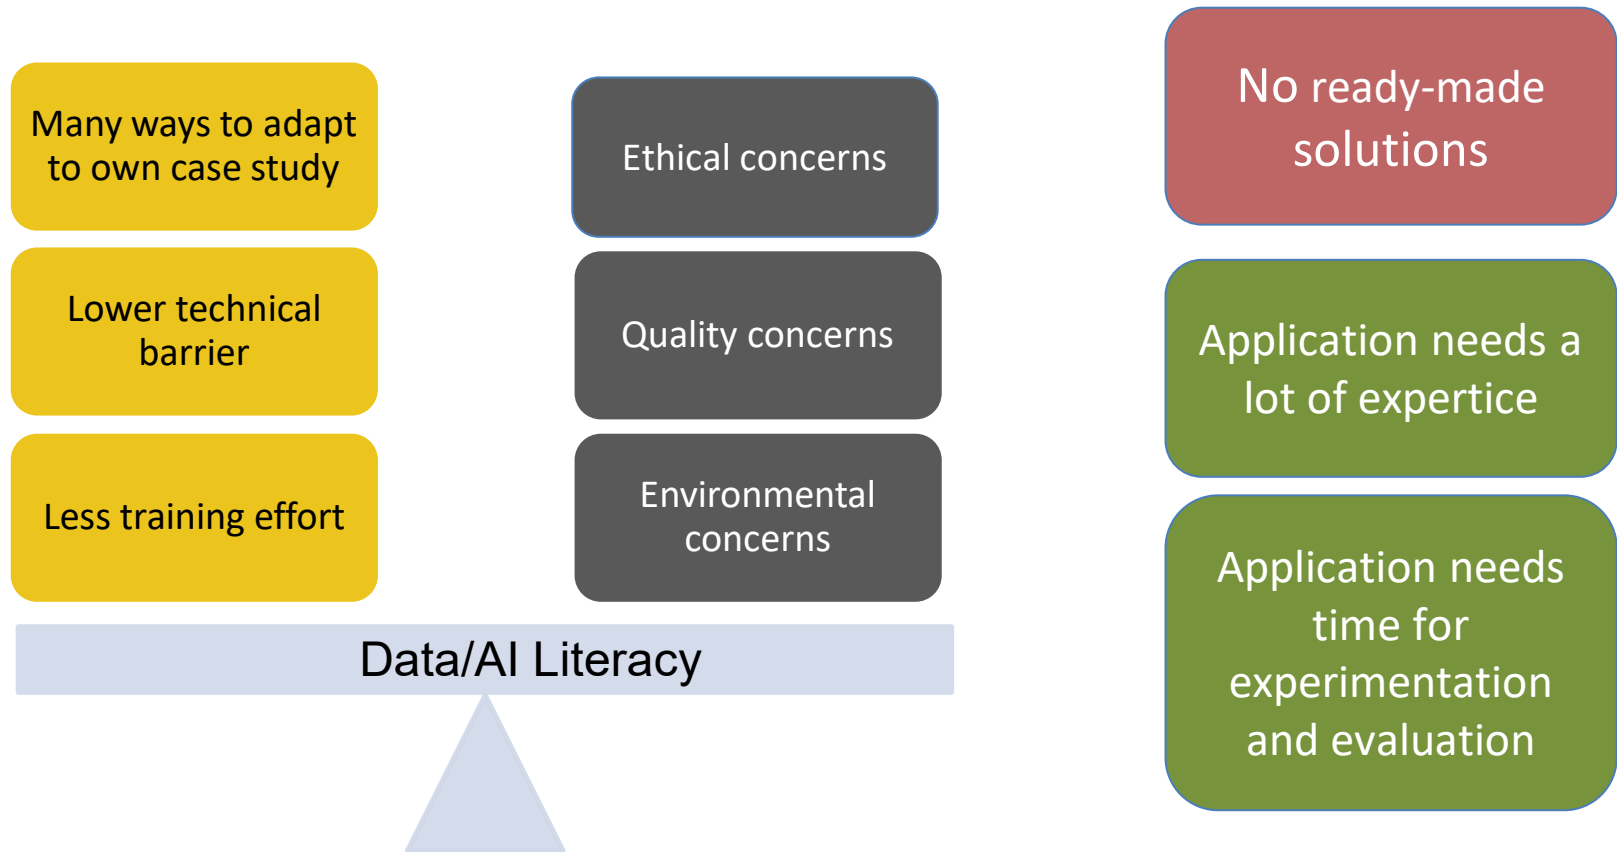 Many ways to adapt
to own case study
Lower technical
barrier
Less training effort
Ethical concerns
Quality concerns
Environmental
concerns
Data/AI Literacy
No ready-made
solutions
Application needs a
lot of expertice
Application needs
time for
experimentation
and evaluation